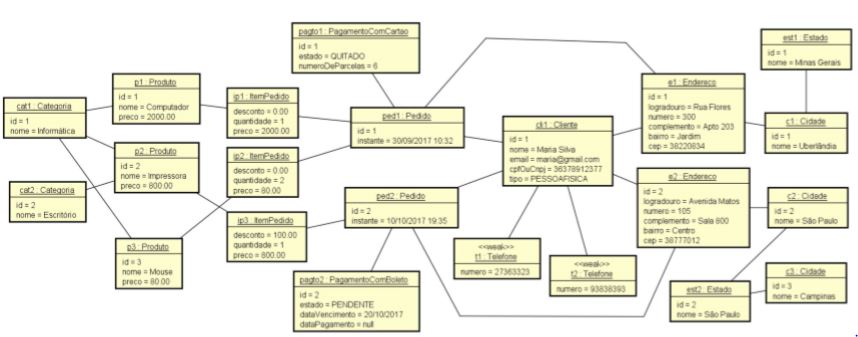 pagto1 : PagamentoComCartao
id = 1
estado = QUITADO
numeroDeParcelas = 6
est1 : Estado
id = 1
nome = Minas Gerais
p1 : Produto
id = 1
nome = Computador
preco = 2000.00
e1 : Endereco
id = 1
logradouro = Rua Flores
numero = 300
complemento = Apto 203
bairro = Jardim
cep = 38220834
cat1 : Categoria
id = 1
nome = Informática
ip1 : ItemPedido
desconto = 0.00
quantidade = 1
preco = 2000.00
ped1 : Pedido
id = 1
instante = 30/09/2017 10:32
cli1 : Cliente
id = 1
nome = Maria Silva
email = maria@gmail.com
cpfOuCnpj = 36378912377
tipo = PESSOAFISICA
c1 : Cidade
id = 1
nome = Uberlândia
p2 : Produto
id = 2
nome = Impressora
preco = 800.00
ip2 : ItemPedido
desconto = 0.00
quantidade = 2
preco = 80.00
cat2 : Categoria
id = 2
nome = Escritório
ped2 : Pedido
id = 2
instante = 10/10/2017 19:35
e2 : Endereco
id = 2
logradouro = Avenida Matos
numero = 105
complemento = Sala 800
bairro = Centro
cep = 38777012
c2 : Cidade
id = 2
nome = São Paulo
ip3 : ItemPedido
desconto = 100.00
quantidade = 1
preco = 800.00
p3 : Produto
id = 3
nome = Mouse
preco = 80.00
<<weak>>
t1 : Telefone
numero = 27363323
<<weak>>
t2 : Telefone
numero = 93838393
pagto2 : PagamentoComBoleto
id = 2
estado = PENDENTE
dataVencimento = 20/10/2017
dataPagamento = null
est2 : Estado
id = 2
nome = São Paulo
c3 : Cidade
id = 3
nome = Campinas